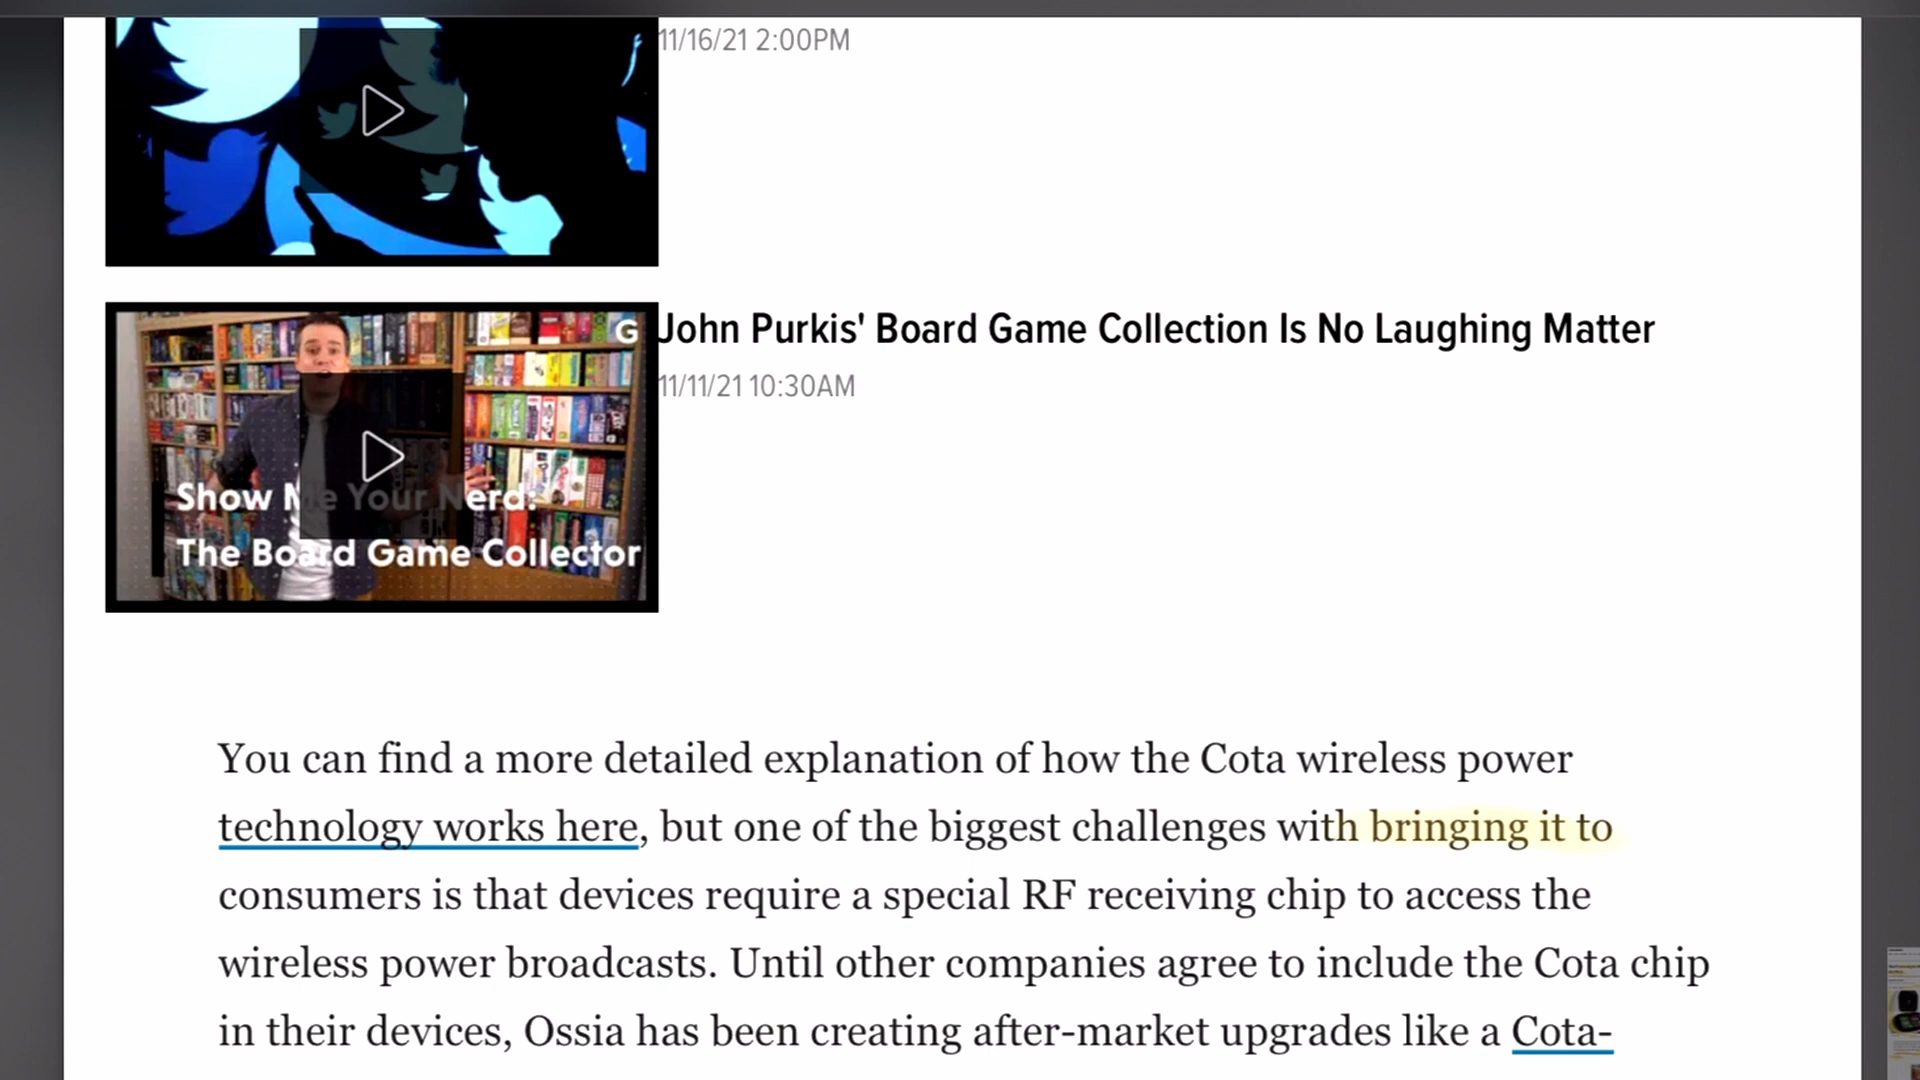 11/16/21 2:00PM
G
John Purkis' Board Game Collection Is No Laughing Matter
11/11/21 10:30AM
Show Me Your Nerd:
The Board Game Collector
You can find a more detailed explanation of how the Cota wireless power
technology works here, but one of the biggest challenges with bringing it to
consumers is that devices require a special RF receiving chip to access the
wireless power broadcasts. Until other companies agree to include the Cota chip
in their devices, Ossia has been creating after-market upgrades like a Cota-